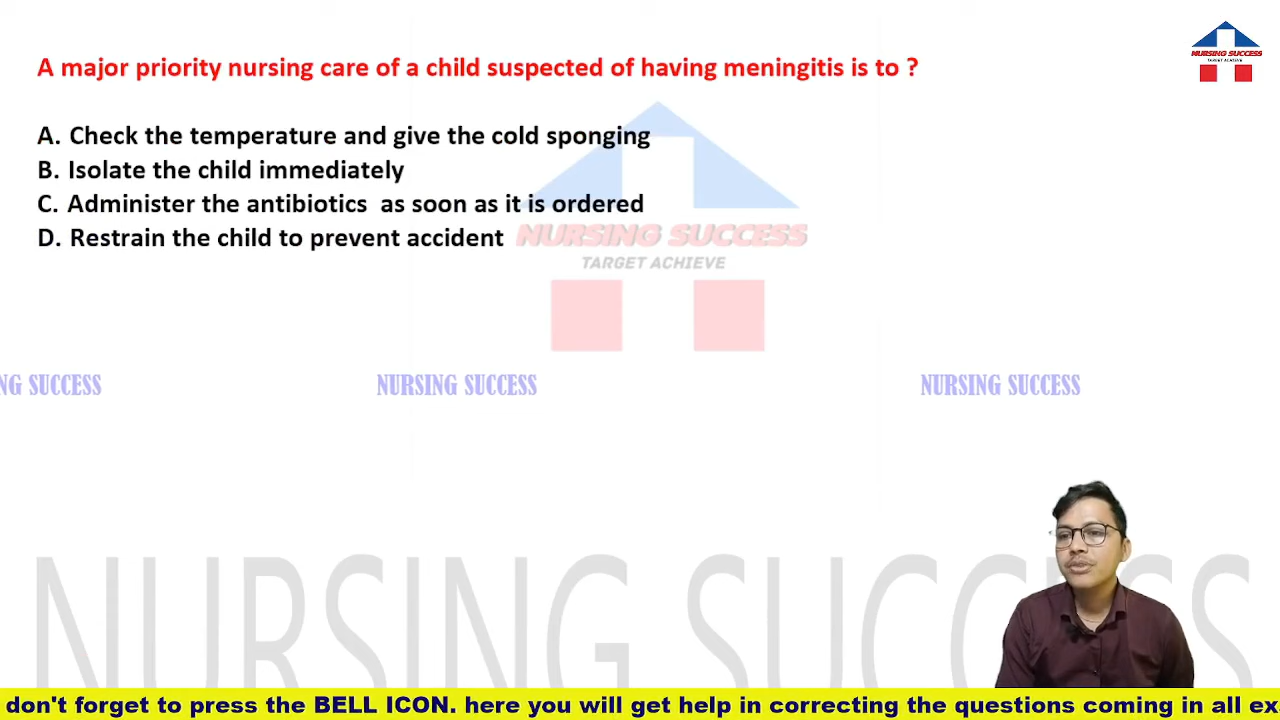 A major priority nursing care of a child suspected of having meningitis is to ?
NURSING SUCCESS
TARGET ACHIEVE
A. Check the temperature and give the cold sponging
B. Isolate the child immediately
C. Administer the antibiotics as soon as it is ordered
D. Restrain the child to prevent accident
NURSING SUCCESS
TARGET ACHIEVE
NG SUCCESS
NURSING SUCCESS
NURSING SUCCESS
NURSING SUCCESS
don't forget to press the BELL ICON. here you will get help in correcting the questions coming in all ex